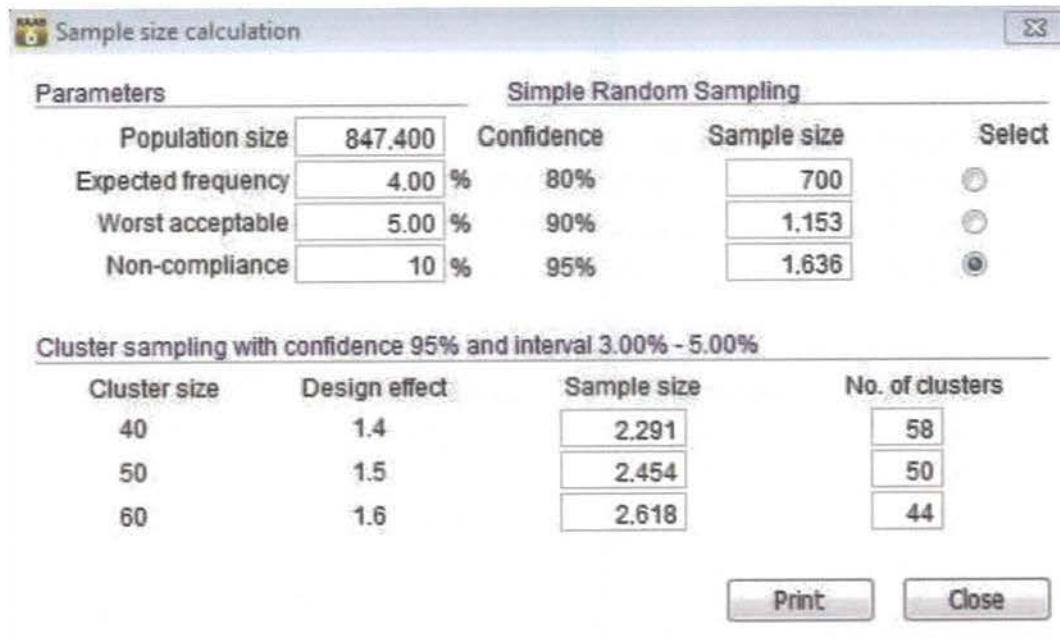 RAAB
6
Sample size calculation
Parameters
Simple Random Sampling
Population size 847.400 Confidence Sample size Select
Expected frequency 4.00 % 80% 700
Worst acceptable 5.00 % 90% 1.153
Non-compliance 10 % 95% 1.636
Cluster sampling with confidence 95% and interval 3.00% - 5.00%
Cluster size Design effect Sample size No. of clusters
40 1.4 2.291 58
50 1.5 2.454 50
60 1.6 2.618 44
Print Close